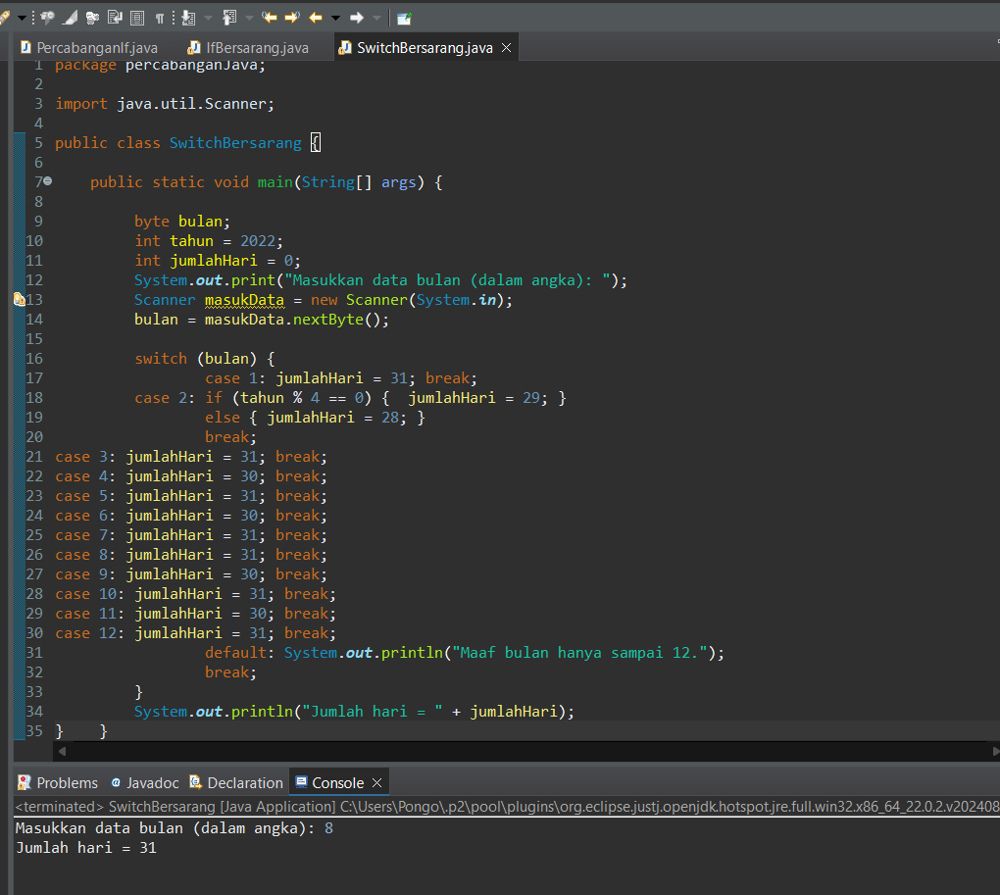 PercabanganIf.java IfBersarang.java SwitchBersarang.java
1 package percabanganJava;
2
3 import java.util.Scanner;
4
5 public class SwitchBersarang {
6
7 public static void main(String[] args) {
8
9 byte bulan;
10 int tahun = 2022;
11 int jumlahHari = 0;
12 System.out.print("Masukkan data bulan (dalam angka): ");
13 Scanner masukData = new Scanner(System.in);
14 bulan = masukData.nextByte();
15
16 switch (bulan) {
17 case 1: jumlahHari = 31; break;
18 case 2: if (tahun % 4 == 0) { jumlahHari = 29; }
19 else { jumlahHari = 28; }
20 break;
21 case 3: jumlahHari = 31; break;
22 case 4: jumlahHari = 30; break;
23 case 5: jumlahHari = 31; break;
24 case 6: jumlahHari = 30; break;
25 case 7: jumlahHari = 31; break;
26 case 8: jumlahHari = 31; break;
27 case 9: jumlahHari = 30; break;
28 case 10: jumlahHari = 31; break;
29 case 11: jumlahHari = 30; break;
30 case 12: jumlahHari = 31; break;
31 default: System.out.println("Maaf bulan hanya sampai 12.");
32 break;
33 }
34 System.out.println("Jumlah hari = " + jumlahHari);
35 } }
Problems @ Javadoc Declaration Console
<terminated> SwitchBersarang [Java Application] C:\Users\Pongo\.p2\pool\plugins\org.eclipse.justj.openjdk.hotspot.jre.full.win32.x86_64_22.0.2.v202408
Masukkan data bulan (dalam angka): 8
Jumlah hari = 31